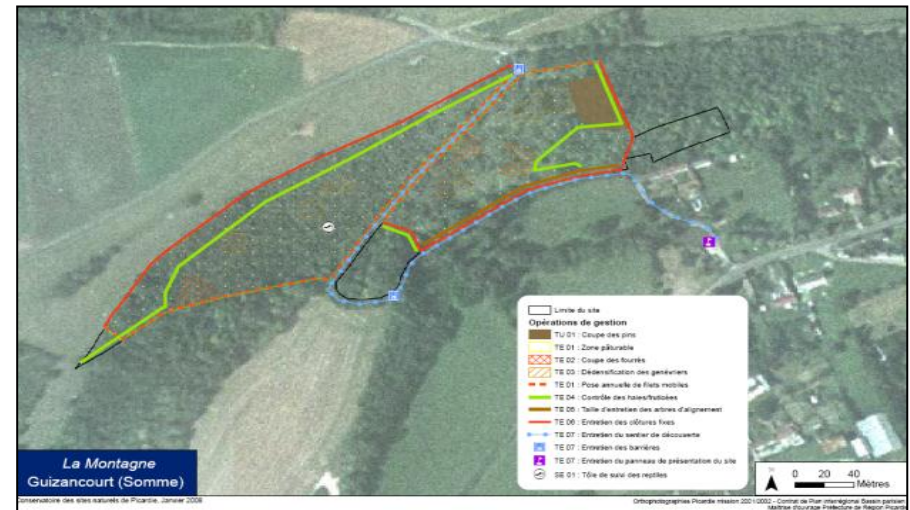 Limite du site
Opérations de gestion
TU 01 : Coupe des pins
TE 01 : Zone pâturable
TE 02 : Coupe des fourrés
TE 03 : Dédensification des genévriers
TE 01 : Pose annuelle de filets mobiles
TE 04 : Contrôle des haies/fruticées
TE 05 : Taille d'entretien des arbres d'alignement
TE 06 : Entretien des clôtures fixes
TE 07 : Entretien du sentier de découverte
TE 07 : Entretien des barrières
TE 07 : Entretien du panneau de présentation du site
SE 01 : Tôle de suivi des reptiles
La Montagne
Guizancourt (Somme)
N
0 20 40
Mètres
Conservatoire des sites naturels de Picardie, Janvier 2008
Orthophotographies Picardie mission 2001/2002 - Contrat de Plan interrégional Bassin parisien
Maîtrise d'ouvrage Préfecture de Région Picardie